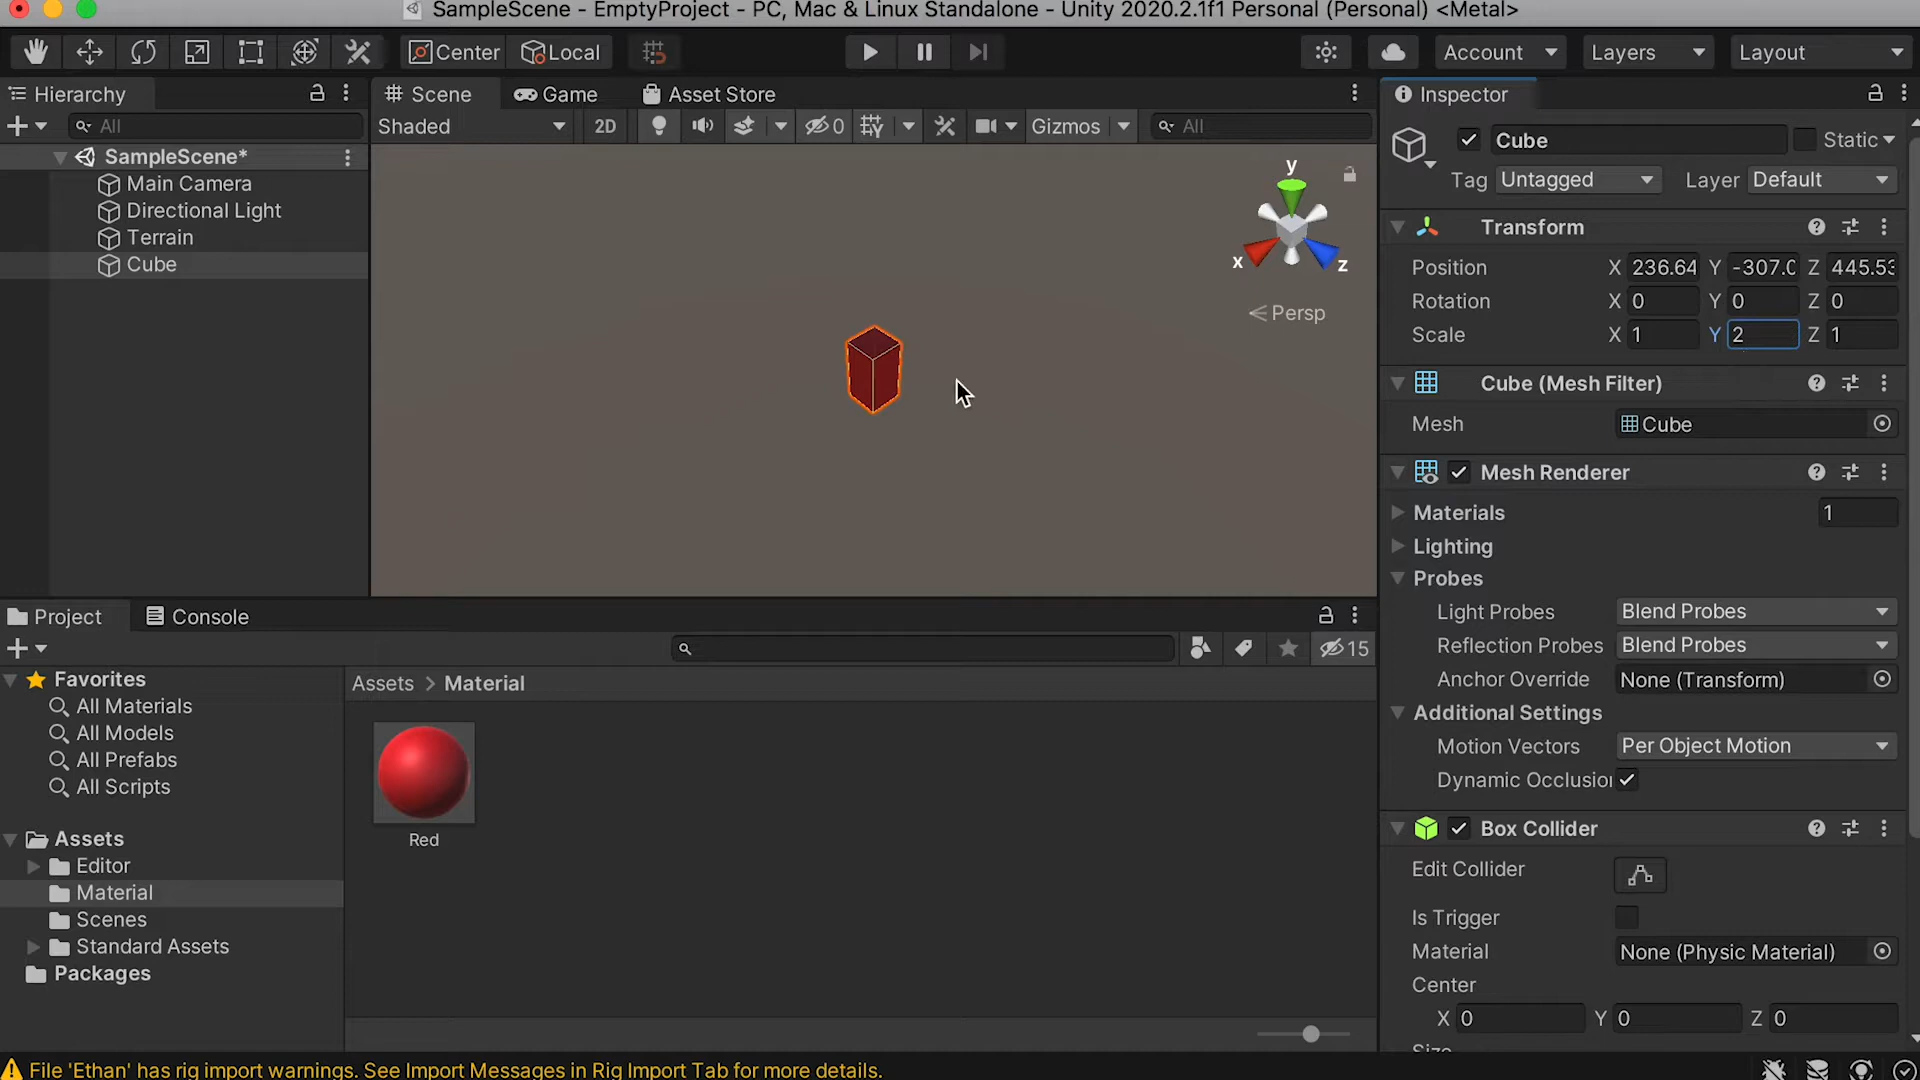 SampleScene - EmptyProject - PC, Mac & Linux Standalone - Unity 2020.2.1f1 Personal (Personal) <Metal>
Center Local Account Layers Layout
Hierarchy
All
SampleScene*
Main Camera
Directional Light
Terrain
Cube
Scene Game Asset Store
Shaded 2D 0 Gizmos All
y
x z
Persp
Inspector
Cube Static
Tag Untagged Layer Default
Transform
Position X 236.64 Y -307.0 Z 445.53
Rotation X 0 Y 0 Z 0
Scale X 1 Y 2 Z 1
Cube (Mesh Filter)
Mesh Cube
Mesh Renderer
Materials 1
Lighting
Probes
Light Probes Blend Probes
Reflection Probes Blend Probes
Anchor Override None (Transform)
Additional Settings
Motion Vectors Per Object Motion
Dynamic Occlusion
Box Collider
Edit Collider
Is Trigger
Material None (Physic Material)
Center
X 0 Y 0 Z 0
Size
Project Console
15
Favorites
All Materials
All Models
All Prefabs
All Scripts
Assets
Editor
Material
Scenes
Standard Assets
Packages
Assets > Material
Red
File 'Ethan' has rig import warnings. See Import Messages in Rig Import Tab for more details.